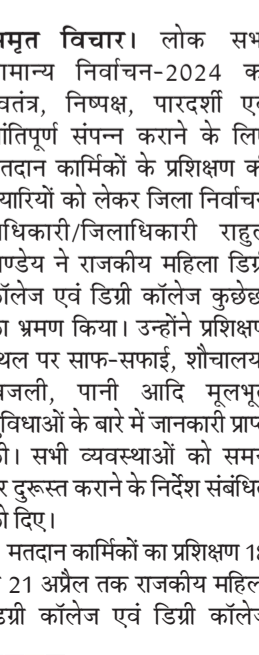 अमृत विचार। लोक सभा
सामान्य निर्वाचन-2024 को
स्वतंत्र, निष्पक्ष, पारदर्शी एवं
शांतिपूर्ण संपन्न कराने के लिए
मतदान कार्मिकों के प्रशिक्षण की
तैयारियों को लेकर जिला निर्वाचन
अधिकारी/जिलाधिकारी राहुल
पाण्डेय ने राजकीय महिला डिग्री
कॉलेज एवं डिग्री कॉलेज कुछेछा
का भ्रमण किया। उन्होंने प्रशिक्षण
स्थल पर साफ-सफाई, शौचालय,
बिजली, पानी आदि मूलभूत
सुविधाओं के बारे में जानकारी प्राप्त
की। सभी व्यवस्थाओं को समय
पर दुरूस्त कराने के निर्देश संबंधित
को दिए।
मतदान कार्मिकों का प्रशिक्षण
21 अप्रैल तक राजकीय महिला
डिग्री कॉलेज एवं डिग्री कॉलेज